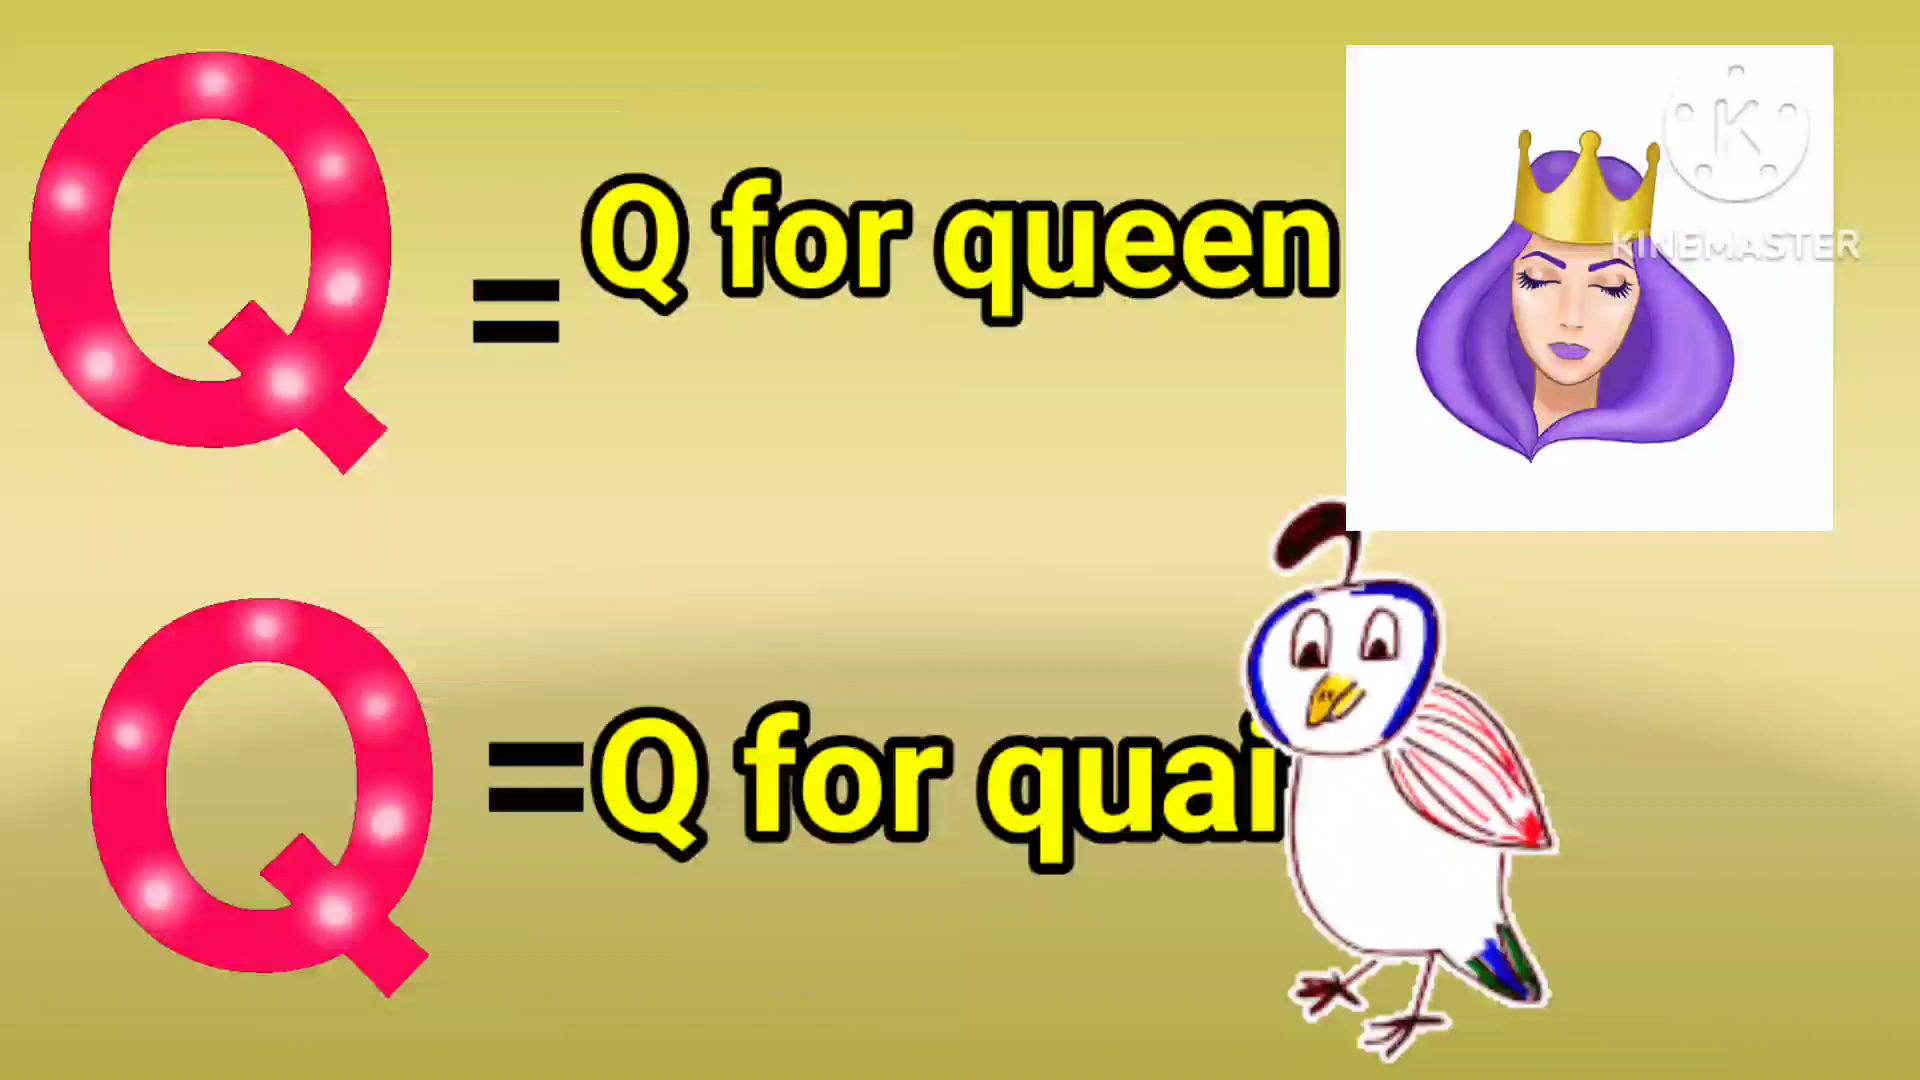 Q = Q for queen
K
KINEMASTER
Q =Q for quai